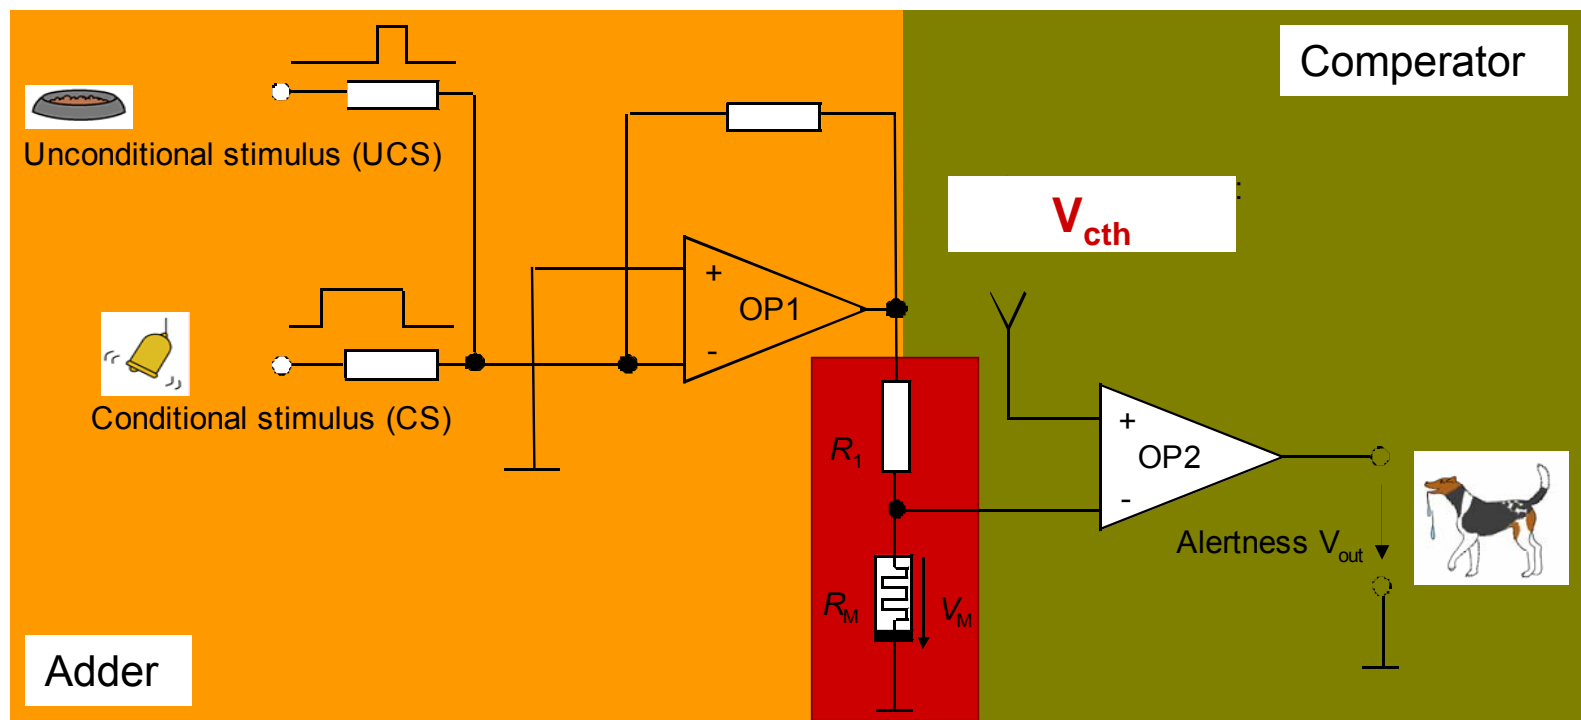 Comperator
Unconditional stimulus (UCS)
:
Vcth
+
OP1
-
Conditional stimulus (CS)
+
R1
OP2
-
Alertness Vout
RM
VM
Adder